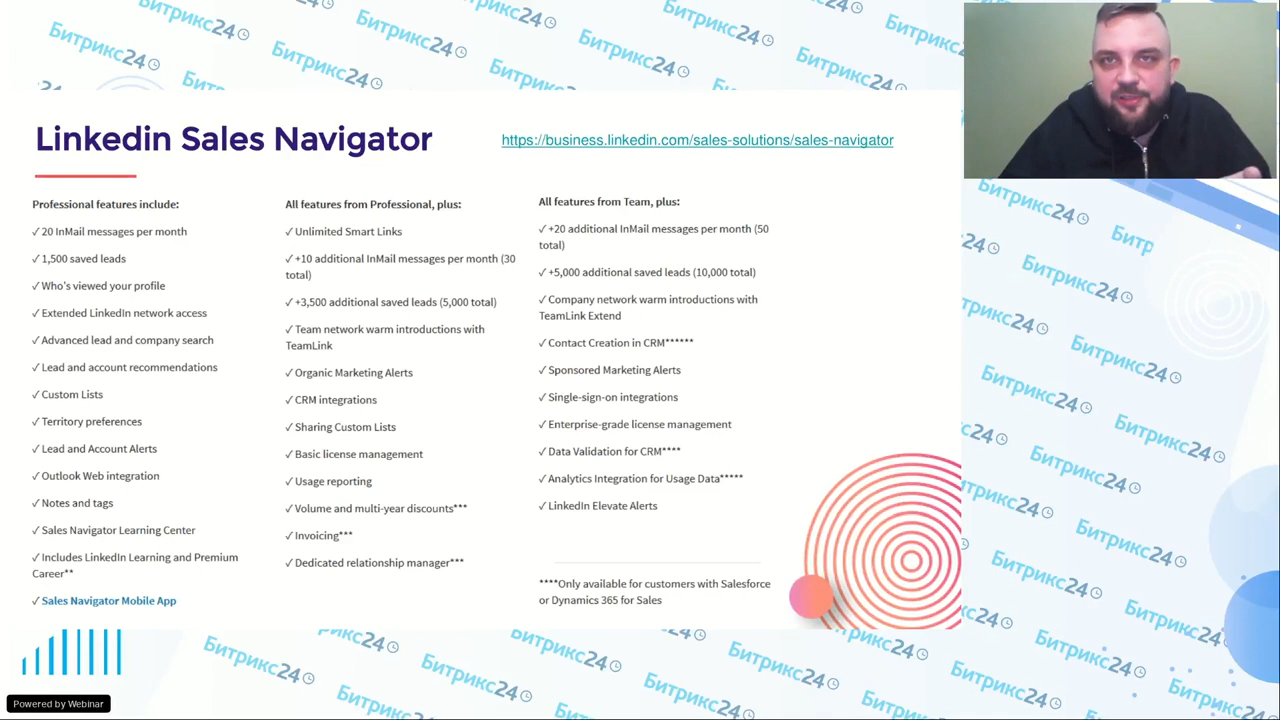 Linkedin Sales Navigator
https://business.linkedin.com/sales-solutions/sales-navigator
Professional features include:
✓ 20 InMail messages per month
✓ 1,500 saved leads
✓ Who's viewed your profile
✓ Extended LinkedIn network access
✓ Advanced lead and company search
✓ Lead and account recommendations
✓ Custom Lists
✓ Territory preferences
✓ Lead and Account Alerts
✓ Outlook Web integration
✓ Notes and tags
✓ Sales Navigator Learning Center
✓ Includes LinkedIn Learning and Premium
Career**
✓ Sales Navigator Mobile App
All features from Professional, plus:
✓ Unlimited Smart Links
✓ +10 additional InMail messages per month (30
total)
✓ +3,500 additional saved leads (5,000 total)
✓ Team network warm introductions with
TeamLink
✓ Organic Marketing Alerts
✓ CRM integrations
✓ Sharing Custom Lists
✓ Basic license management
✓ Usage reporting
✓ Volume and multi-year discounts***
✓ Invoicing***
✓ Dedicated relationship manager***
All features from Team, plus:
✓ +20 additional InMail messages per month (50
total)
✓ +5,000 additional saved leads (10,000 total)
✓ Company network warm introductions with
TeamLink Extend
✓ Contact Creation in CRM******
✓ Sponsored Marketing Alerts
✓ Single-sign-on integrations
✓ Enterprise-grade license management
✓ Data Validation for CRM****
✓ Analytics Integration for Usage Data*****
✓ LinkedIn Elevate Alerts
****Only available for customers with Salesforce
or Dynamics 365 for Sales
Битрикс24
Powered by Webinar